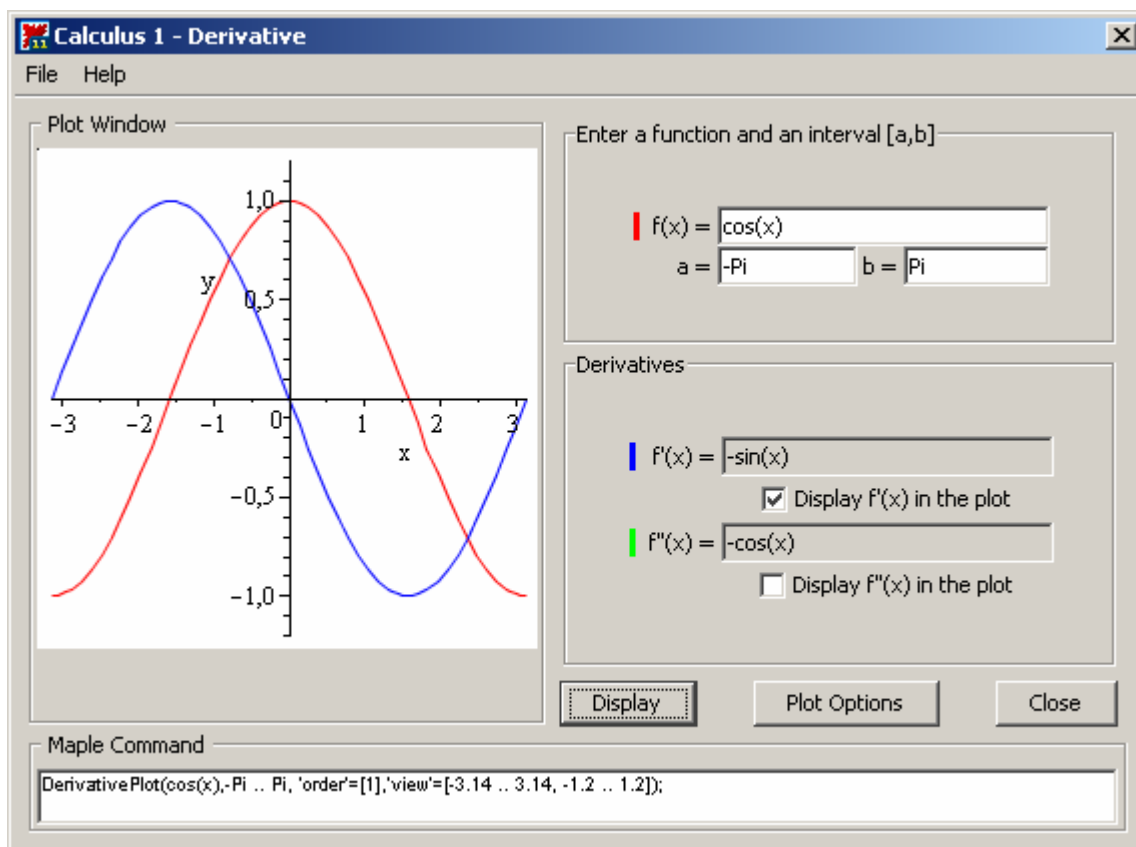 Calculus 1 - Derivative
File Help
Plot Window
1,0
y
0,5
-3 -2 -1 0 1 2 3
x
-0,5
-1,0
Enter a function and an interval [a,b]
f(x) = cos(x)
a = -Pi b = Pi
Derivatives
f'(x) = -sin(x)
Display f'(x) in the plot
f''(x) = -cos(x)
Display f''(x) in the plot
Display Plot Options Close
Maple Command
DerivativePlot(cos(x),-Pi .. Pi, 'order'=[1],'view'=[-3.14 .. 3.14, -1.2 .. 1.2]);